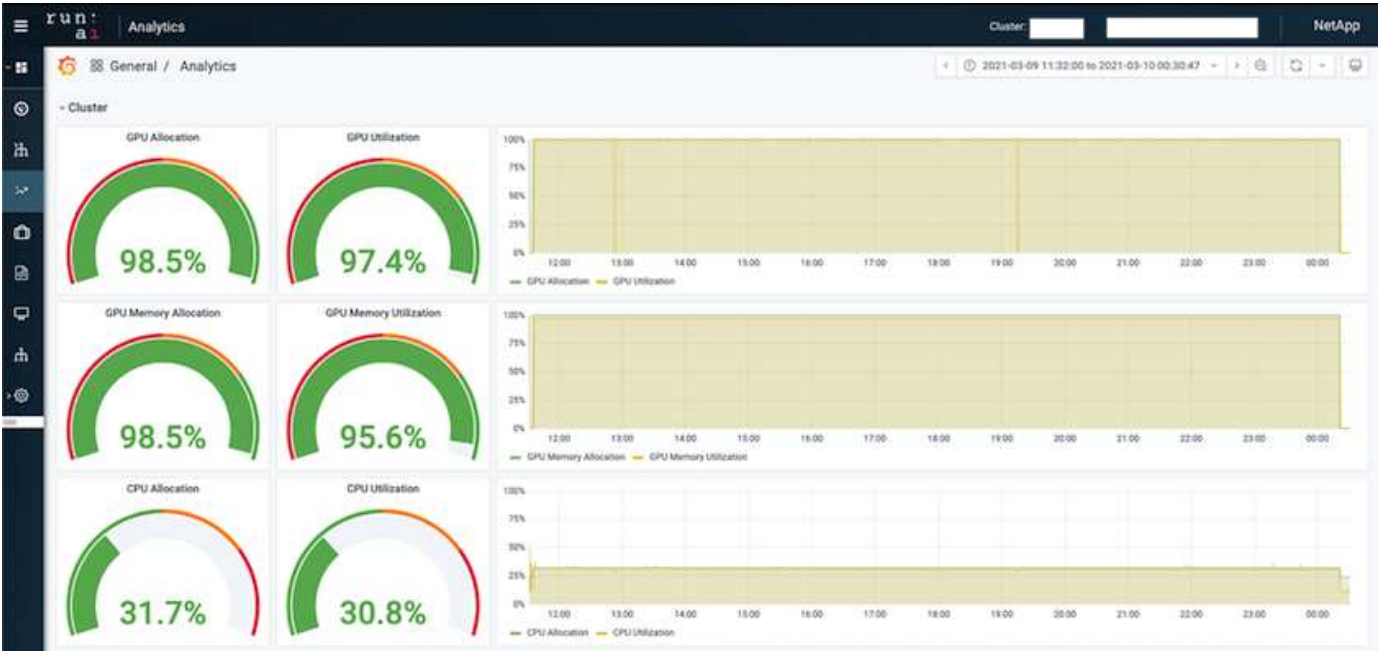 run:
ai
Analytics
Cluster:
NetApp
General / Analytics
2021-03-09 11:32:00 to 2021-03-10 00:30:47
Cluster
GPU Allocation
98.5%
GPU Utilization
97.4%
100%
75%
50%
25%
0%
12:00 13:00 14:00 15:00 16:00 17:00 18:00 19:00 20:00 21:00 22:00 23:00 00:00
GPU Allocation GPU Utilization
GPU Memory Allocation
98.5%
GPU Memory Utilization
95.6%
100%
75%
50%
25%
0%
12:00 13:00 14:00 15:00 16:00 17:00 18:00 19:00 20:00 21:00 22:00 23:00 00:00
GPU Memory Allocation GPU Memory Utilization
CPU Allocation
31.7%
CPU Utilization
30.8%
100%
75%
50%
25%
0%
12:00 13:00 14:00 15:00 16:00 17:00 18:00 19:00 20:00 21:00 22:00 23:00 00:00
CPU Allocation CPU Utilization